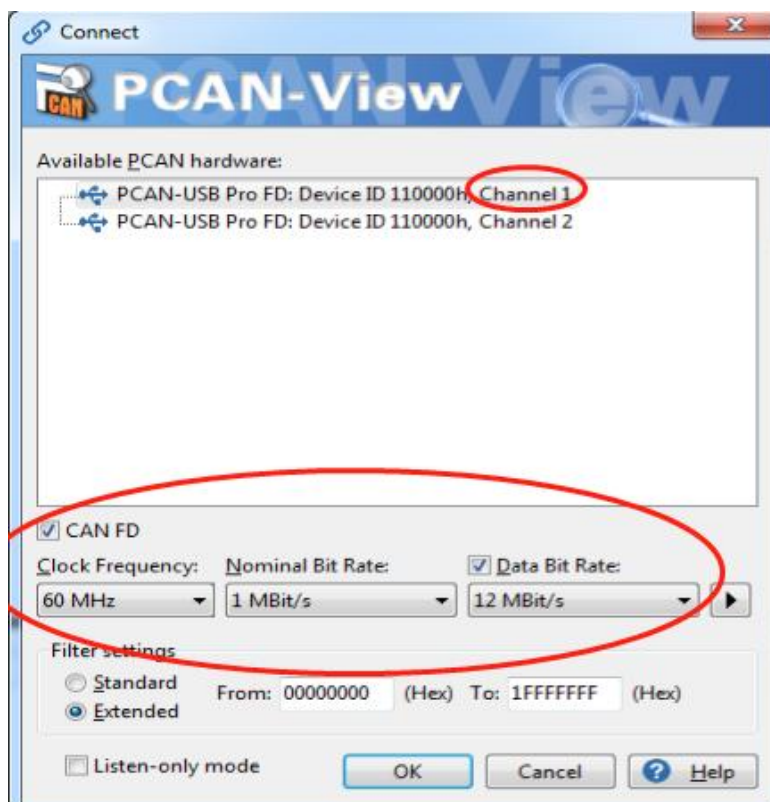 Connect
PCAN-View
Available PCAN hardware:
PCAN-USB Pro FD: Device ID 110000h, Channel 1
PCAN-USB Pro FD: Device ID 110000h, Channel 2
CAN FD
Clock Frequency: Nominal Bit Rate: Data Bit Rate:
60 MHz 1 MBit/s 12 MBit/s
Filter settings
Standard
Extended
From: 00000000 (Hex) To: 1FFFFFFF (Hex)
Listen-only mode OK Cancel Help